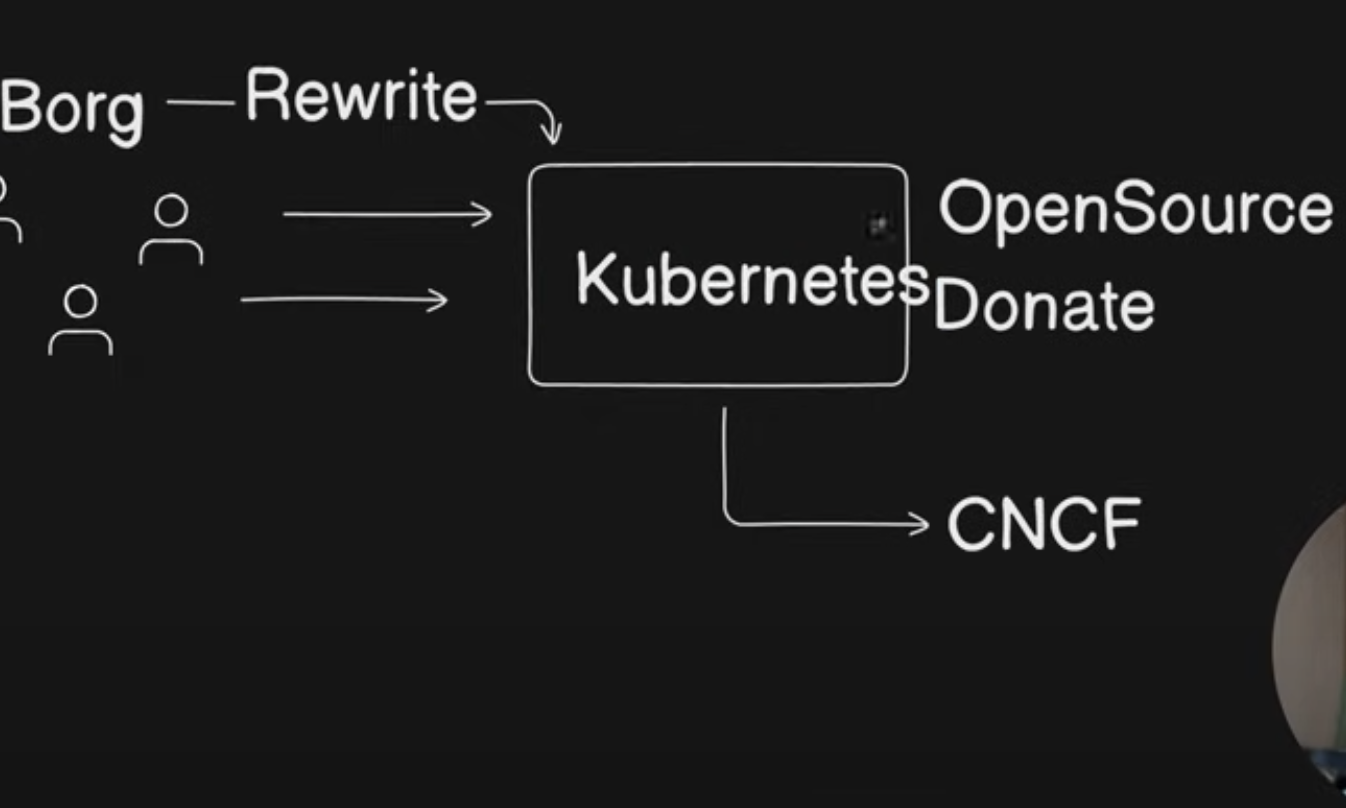 Borg Rewrite
Kubernetes
OpenSource
Donate
CNCF